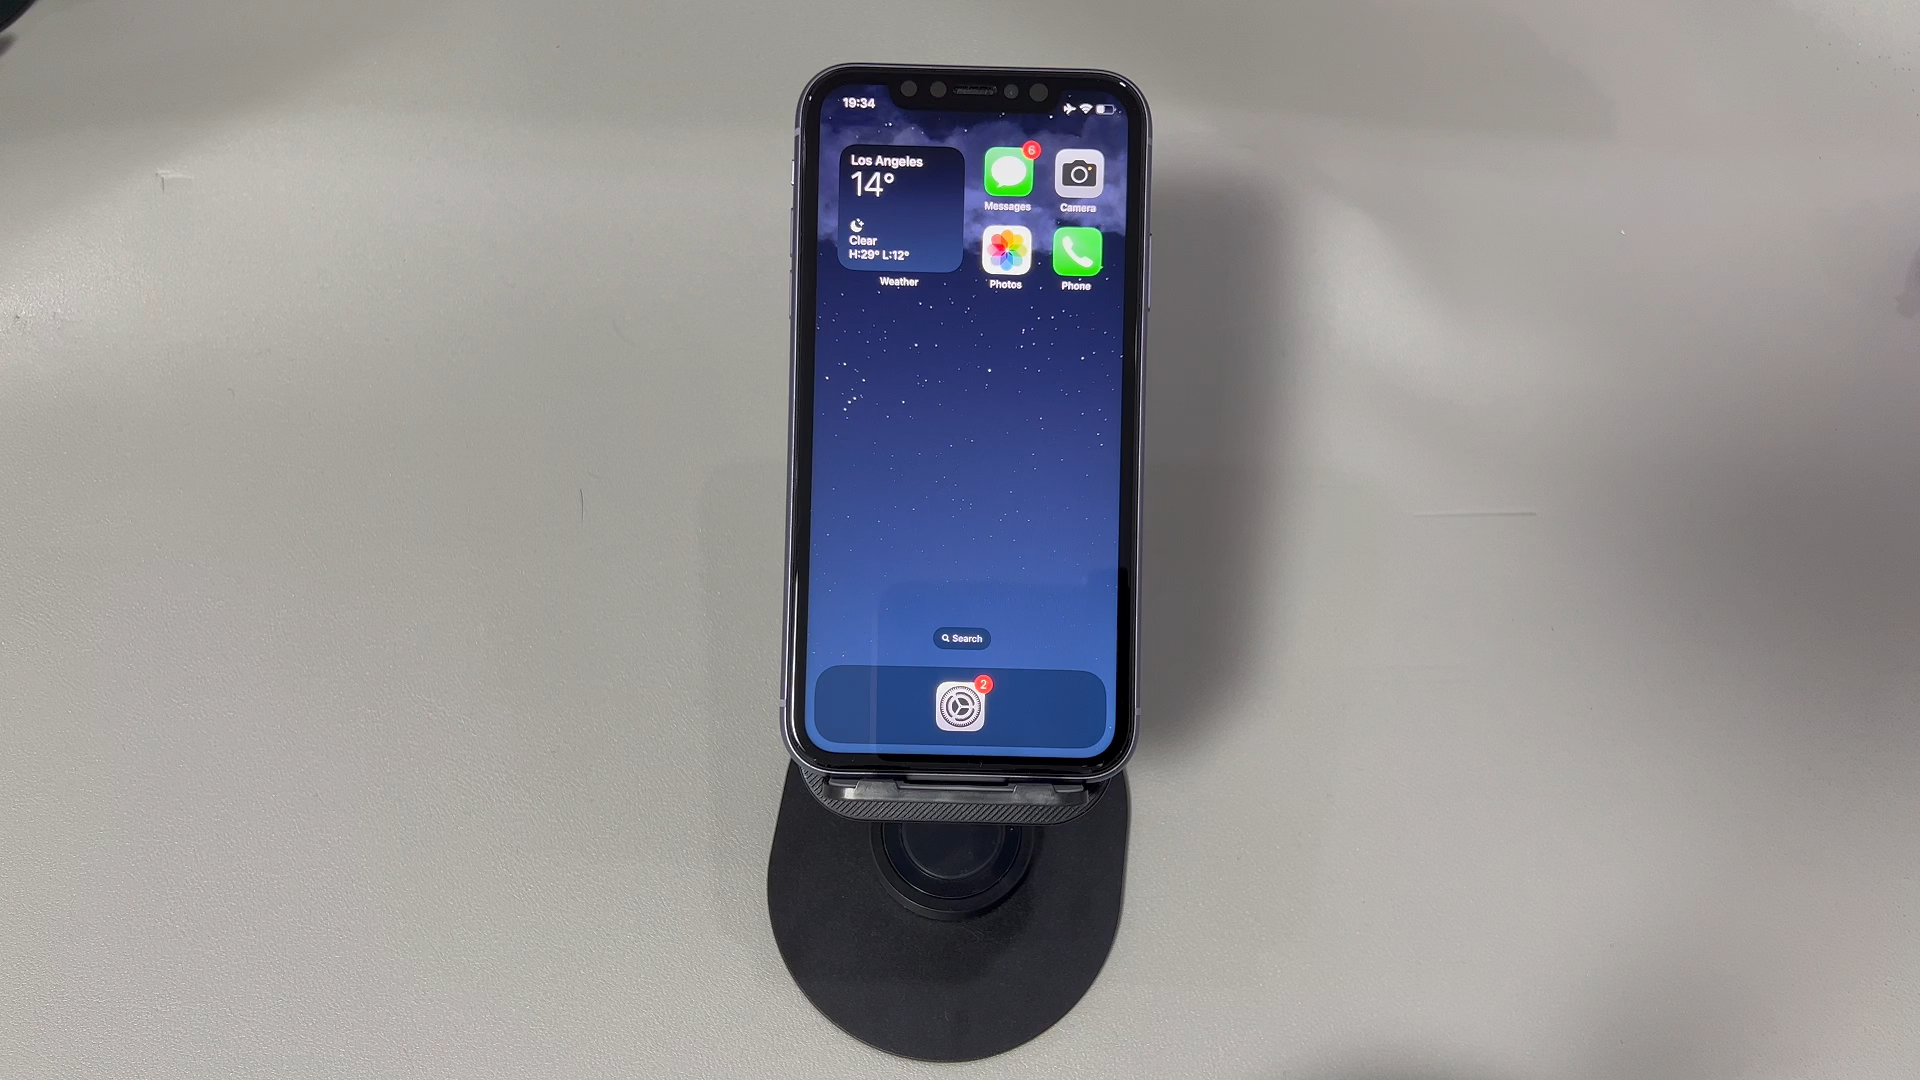 19:34
Los Angeles
14°
Clear
H:29° L:12°
Weather
6
Messages
Camera
Photos
Phone
Search
2